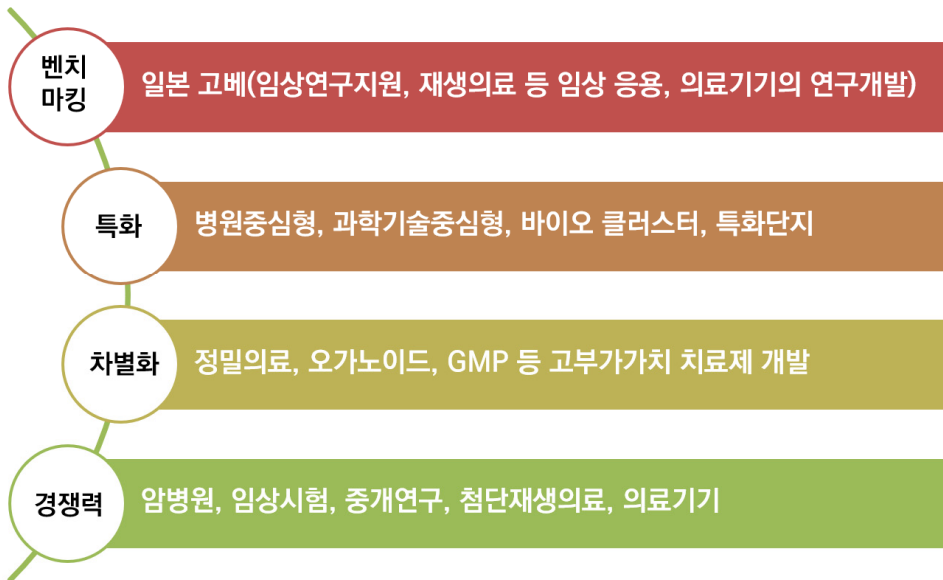 벤치
마킹
일본 고베(임상연구지원, 재생의료 등 임상 응용, 의료기기의 연구개발)
특화
병원중심형, 과학기술중심형, 바이오 클러스터, 특화단지
차별화
정밀의료, 오가노이드, GMP 등 고부가가치 치료제 개발
경쟁력
암병원, 임상시험, 중개연구, 첨단재생의료, 의료기기